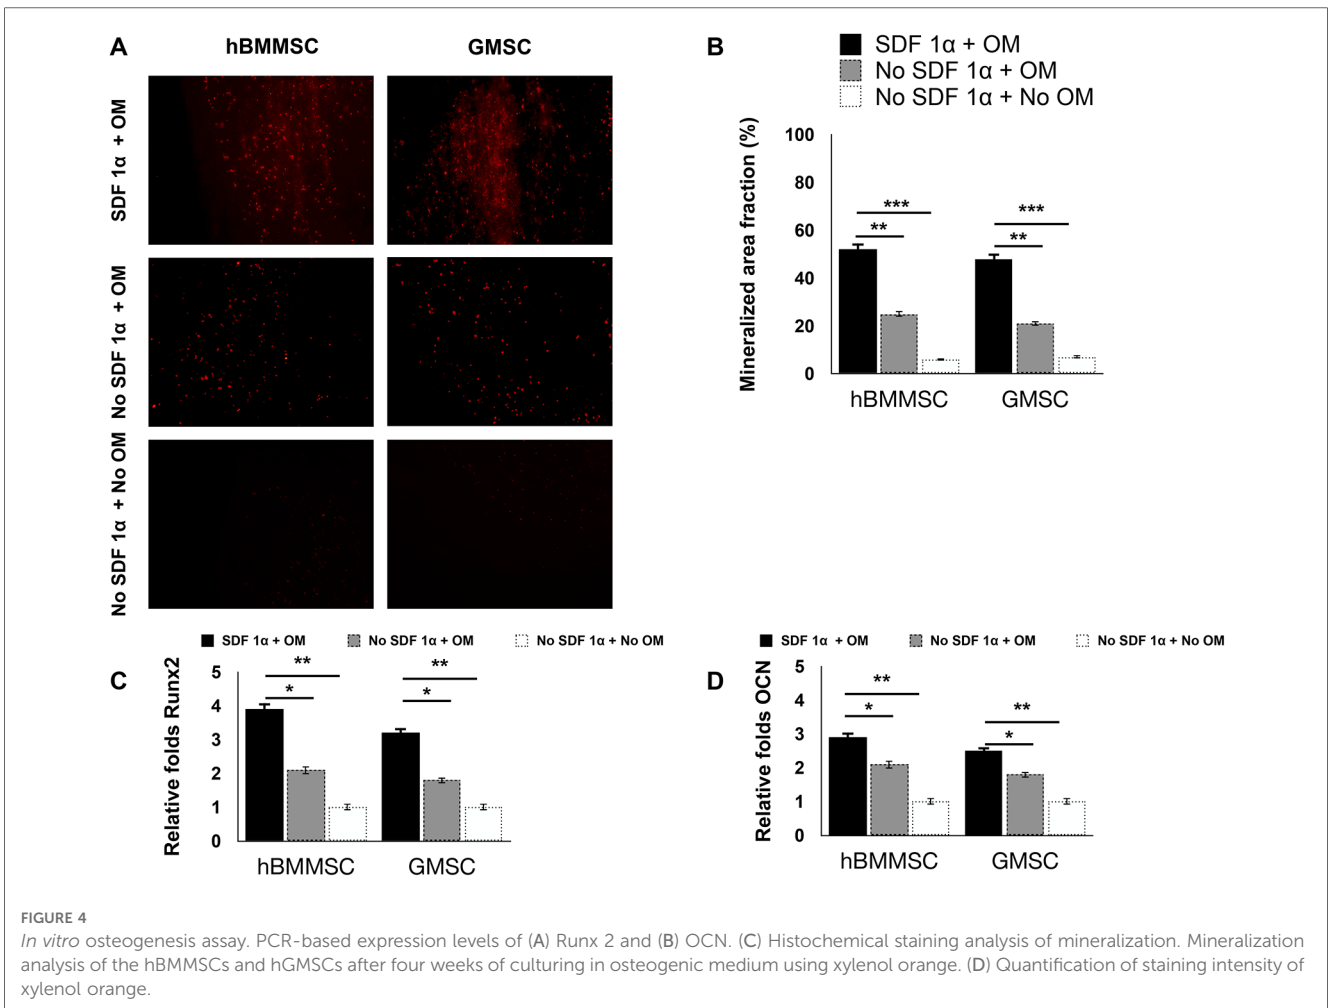 A
hBMMSC
GMSC
SDF 1α + OM
No SDF 1α + OM
No SDF 1α + No OM
B
SDF 1α + OM
No SDF 1α + OM
No SDF 1α + No OM
Mineralized area fraction (%)
100
80
60
40
20
0
***
**
***
**
hBMMSC
GMSC
C
SDF 1α + OM
No SDF 1α + OM
No SDF 1α + No OM
Relative folds Runx2
5
4
3
2
1
0
**
*
**
*
hBMMSC
GMSC
D
SDF 1α + OM
No SDF 1α + OM
No SDF 1α + No OM
Relative folds OCN
5
4
3
2
1
0
**
*
**
*
hBMMSC
GMSC
FIGURE 4
In vitro osteogenesis assay. PCR-based expression levels of (A) Runx 2 and (B) OCN. (C) Histochemical staining analysis of mineralization. Mineralization
analysis of the hBMMSCs and hGMSCs after four weeks of culturing in osteogenic medium using xylenol orange. (D) Quantification of staining intensity of
xylenol orange.